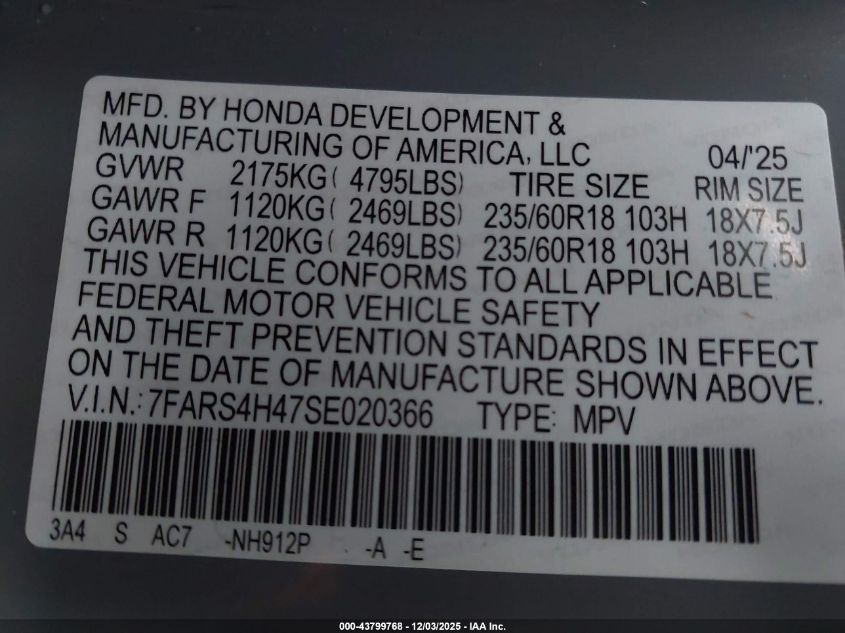 MFD. BY HONDA DEVELOPMENT &
MANUFACTURING OF AMERICA, LLC 04/'25
GVWR 2175KG( 4795LBS) TIRE SIZE RIM SIZE
GAWR F 1120KG( 2469LBS) 235/60R18 103H 18X7.5J
GAWR R 1120KG( 2469LBS) 235/60R18 103H 18X7.5J
THIS VEHICLE CONFORMS TO ALL APPLICABLE
FEDERAL MOTOR VEHICLE SAFETY
AND THEFT PREVENTION STANDARDS IN EFFECT
ON THE DATE OF MANUFACTURE SHOWN ABOVE.
V.I.N.: 7FARS4H47SE020366 TYPE: MPV
3A4 S AC7 -NH912P -A -E
000-43799768 - 12/03/2025 - IAA Inc.